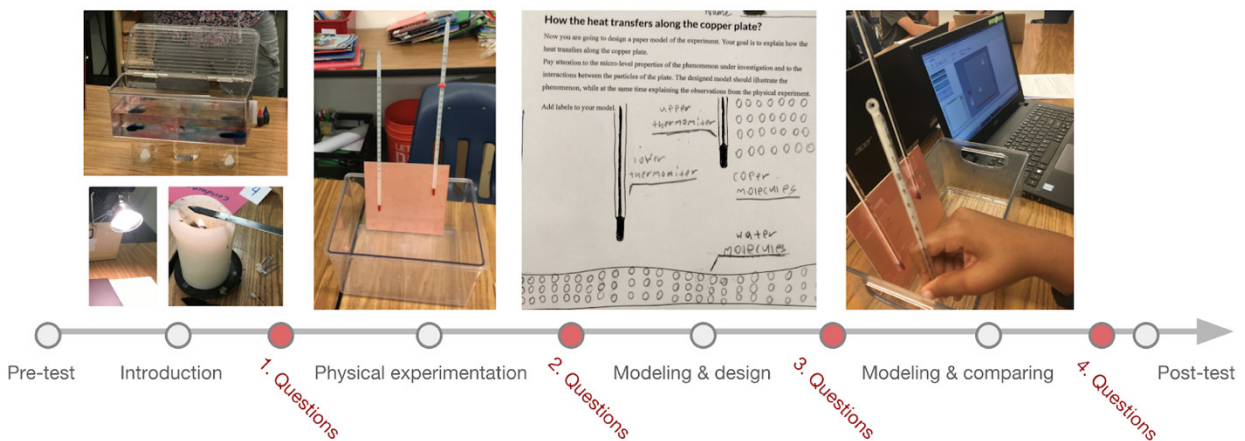 Name
How the heat transfers along the copper plate?
Now you are going to design a paper model of the experiment. Your goal is to explain how the
heat transfers along the copper plate.
Pay attention to the micro-level properties of the phenomenon under investigation and to the
interactions between the particles of the plate. The designed model should illustrate the
phenomenon, while at the same time explaining the observations from the physical experiment.
Add labels to your model.
upper
thermomiter
lower
thermomiter
coper
molecules
water
molecules
acer
Pre-test
Introduction
1. Questions
Physical experimentation
2. Questions
Modeling & design
3. Questions
Modeling & comparing
4. Questions
Post-test